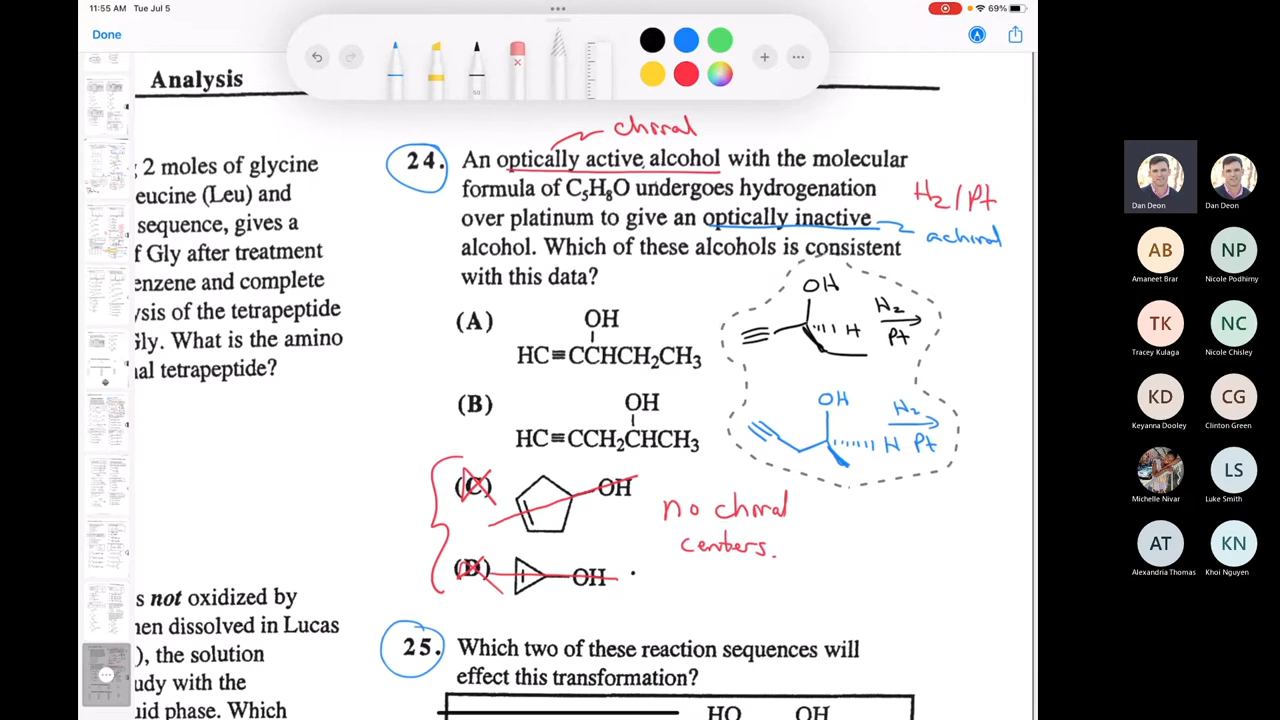 11:55 AM Tue Jul 5
69%
Done
50
Analysis
2 moles of glycine
eucine (Leu) and
sequence, gives a
f Gly after treatment
enzene and complete
ysis of the tetrapeptide
Gly. What is the amino
nal tetrapeptide?
s not oxidized by
hen dissolved in Lucas
), the solution
udy with the
uid phase. Which
chiral
24. An optically active alcohol with the molecular
formula of C₅H₈O undergoes hydrogenation
over platinum to give an optically inactive
alcohol. Which of these alcohols is consistent
with this data?
H₂/Pt
achiral
(A)
OH
HC≡CCHCH₂CH₃
OH
H
H₂
Pt
(B)
OH
HC≡CCH₂CHCH₃
OH
H
H₂
Pt
(C)
OH
(D)
OH
no chiral
centers.
25. Which two of these reaction sequences will
effect this transformation?
HO OH
Dan Deon
Dan Deon
AB
Amaneet Brar
NP
Nicole Podhirny
TK
Tracey Kulaga
NC
Nicole Chisley
KD
Keyanna Dooley
CG
Clinton Green
Michelle Nivar
LS
Luke Smith
AT
Alexandria Thomas
KN
Khoi Nguyen